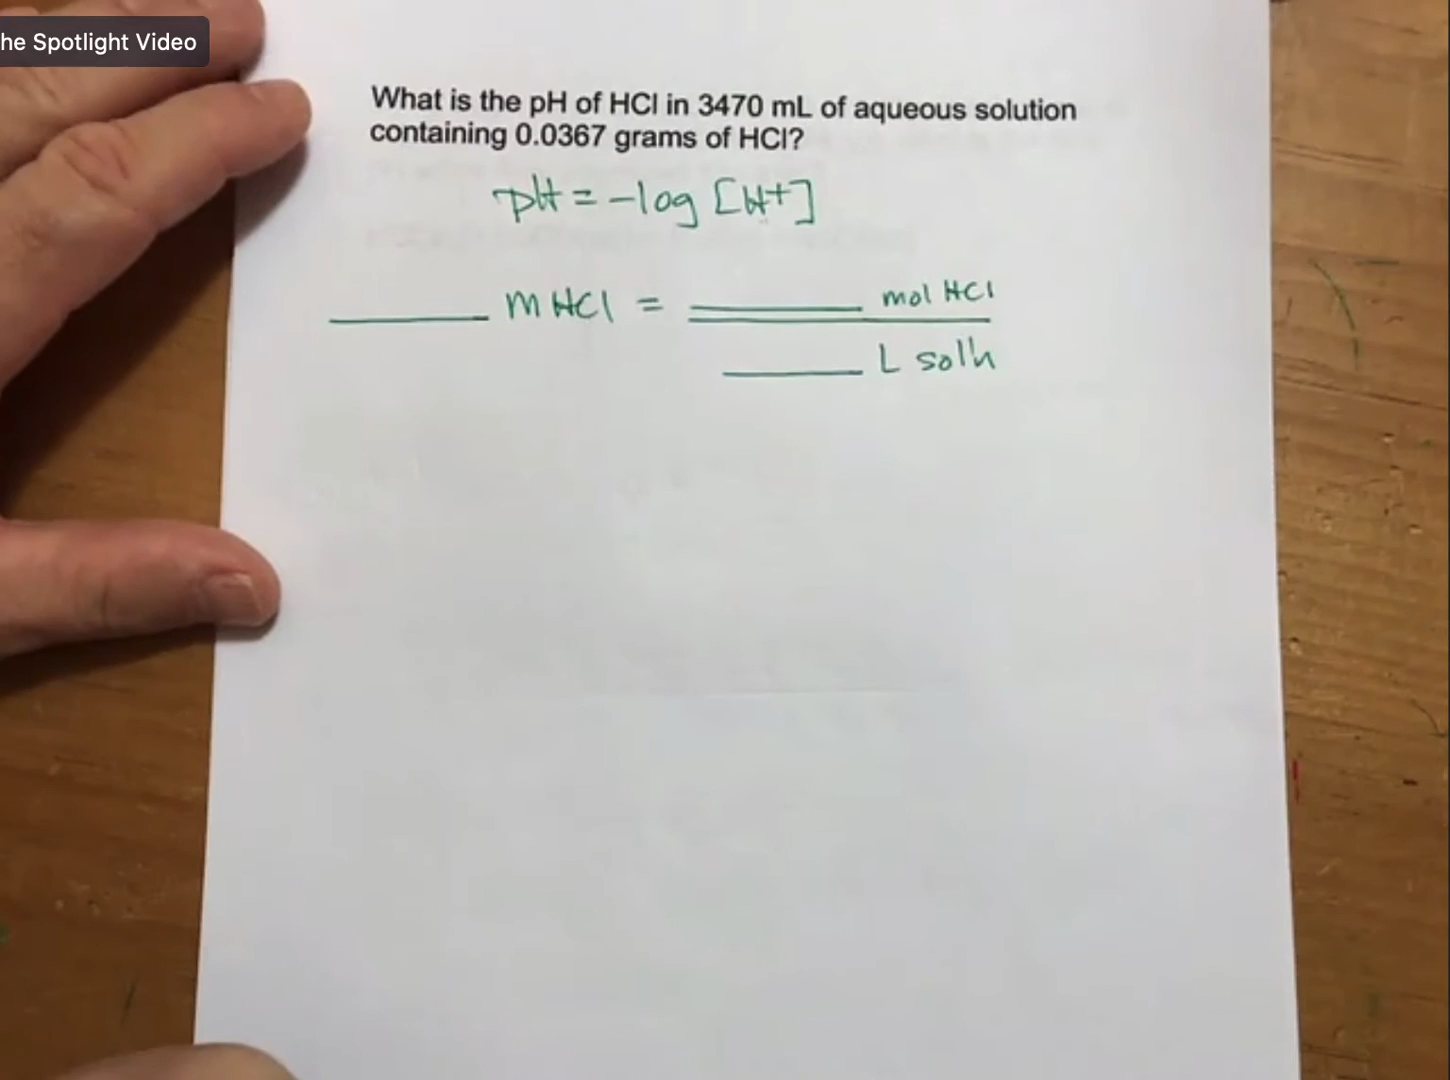 he Spotlight Video
What is the pH of HCl in 3470 mL of aqueous solution
containing 0.0367 grams of HCl?
pH = -log [H+]
M HCl = mol HCl
L sol'n